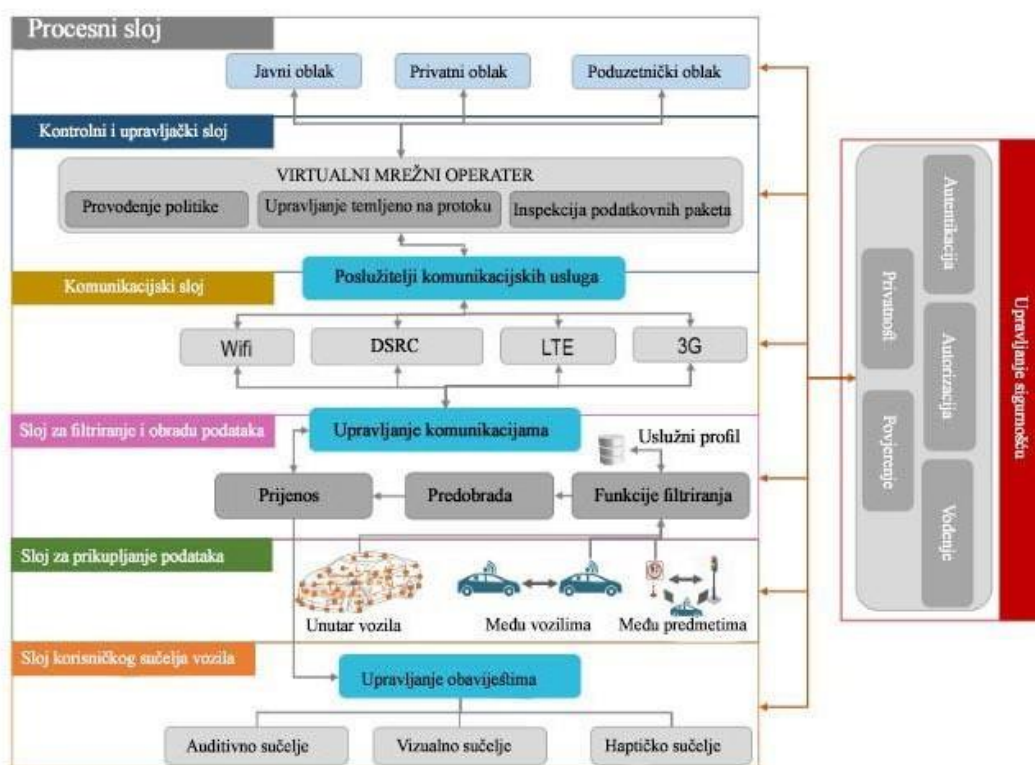 Procesni sloj
Javni oblak
Privatni oblak
Poduzetnički oblak
Kontrolni i upravljački sloj
VIRTUALNI MREŽNI OPERATER
Provođenje politike
Upravljanje temljeno na protoku
Inspekcija podatkovnih paketa
Komunikacijski sloj
Poslužitelji komunikacijskih usluga
Wifi
DSRC
LTE
3G
Sloj za filtriranje i obradu podataka
Upravljanje komunikacijama
Uslužni profil
Prijenos
Predobrada
Funkcije filtriranja
Sloj za prikupljanje podataka
Unutar vozila
Među vozilima
Među predmetima
Sloj korisničkog sučelja vozila
Upravljanje obaviještima
Auditivno sučelje
Vizualno sučelje
Haptičko sučelje
Autentikacija
Privatnost
Autorizacija
Povjerenje
Vođenje
Upravljanje sigurnošću